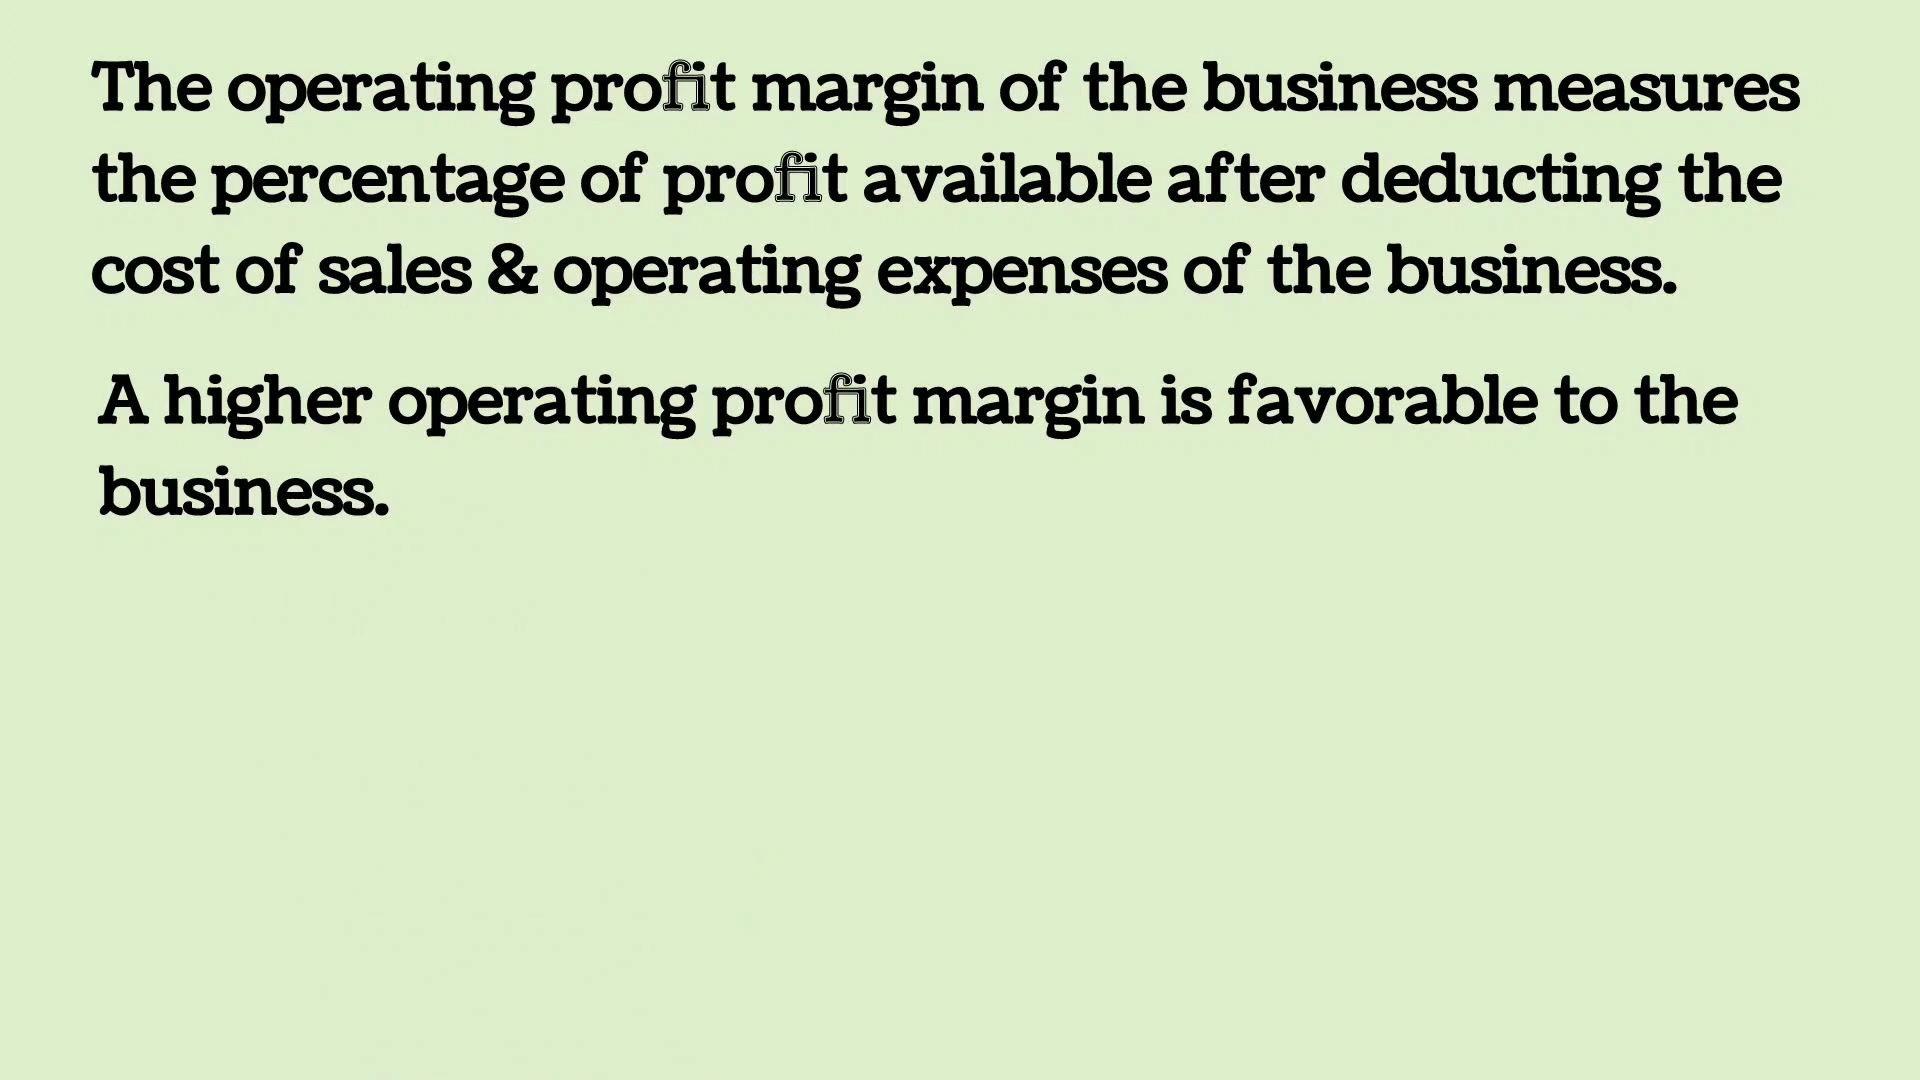 The operating profit margin of the business measures
the percentage of profit available after deducting the
cost of sales & operating expenses of the business.
A higher operating profit margin is favorable to the
business.